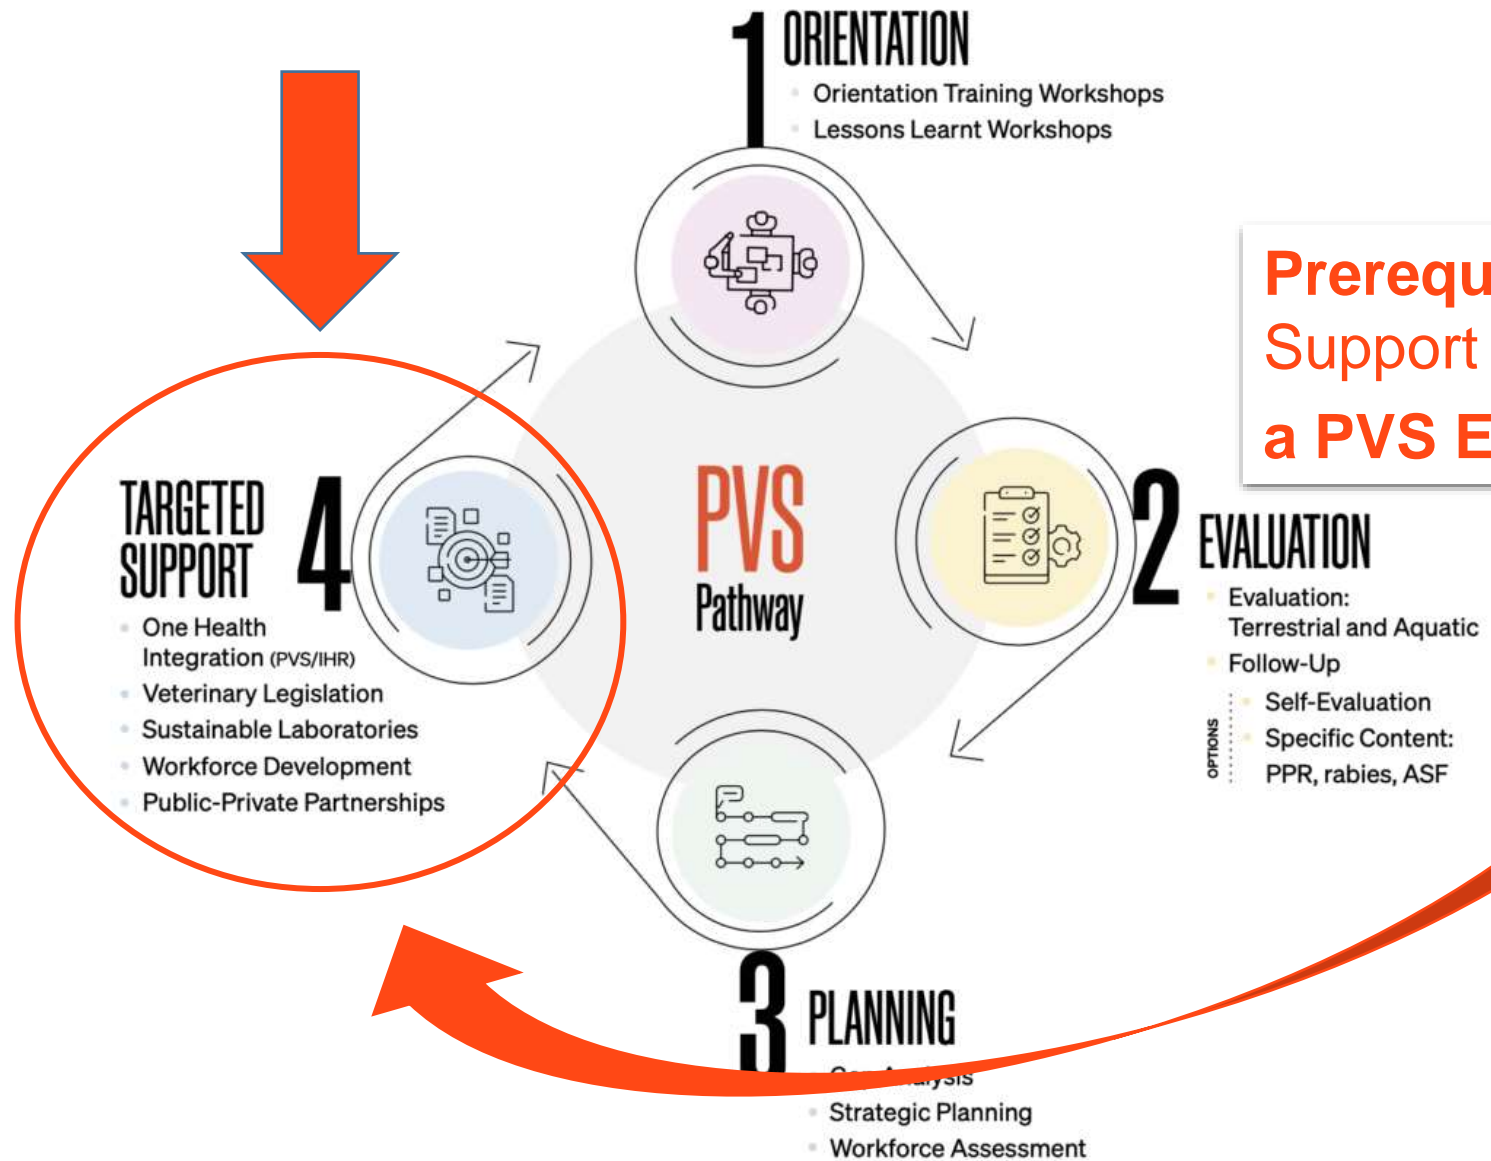 1 ORIENTATION
Orientation Training Workshops
Lessons Learnt Workshops
Prerequ
Support
a PVS E
PVS
Pathway
2 EVALUATION
Evaluation:
Terrestrial and Aquatic
Follow-Up
OPTIONS
Self-Evaluation
Specific Content:
PPR, rabies, ASF
TARGETED
SUPPORT
4
One Health
Integration (PVS/IHR)
Veterinary Legislation
Sustainable Laboratories
Workforce Development
Public-Private Partnerships
3 PLANNING
Gap Analysis
Strategic Planning
Workforce Assessment